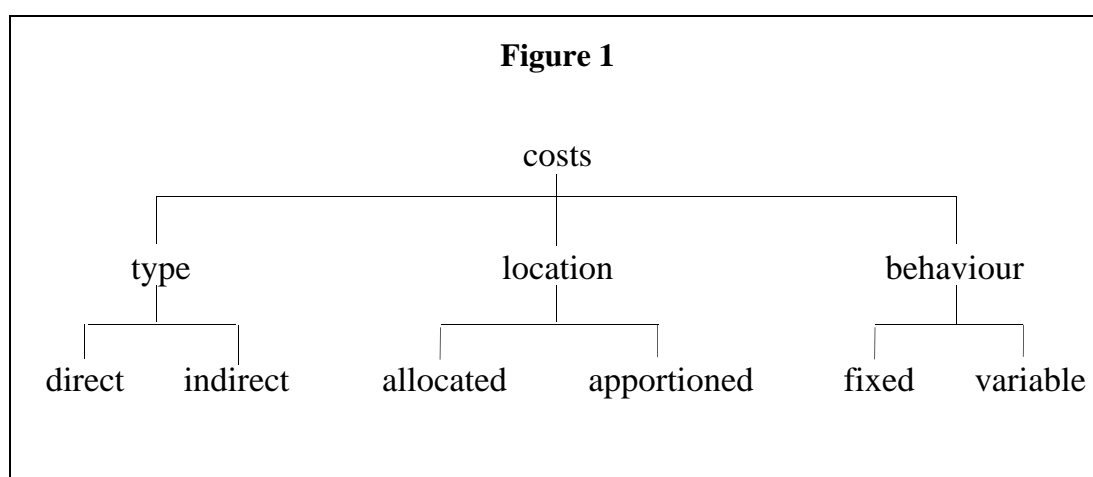 Figure 1
costs
type location behaviour
direct indirect allocated apportioned fixed variable